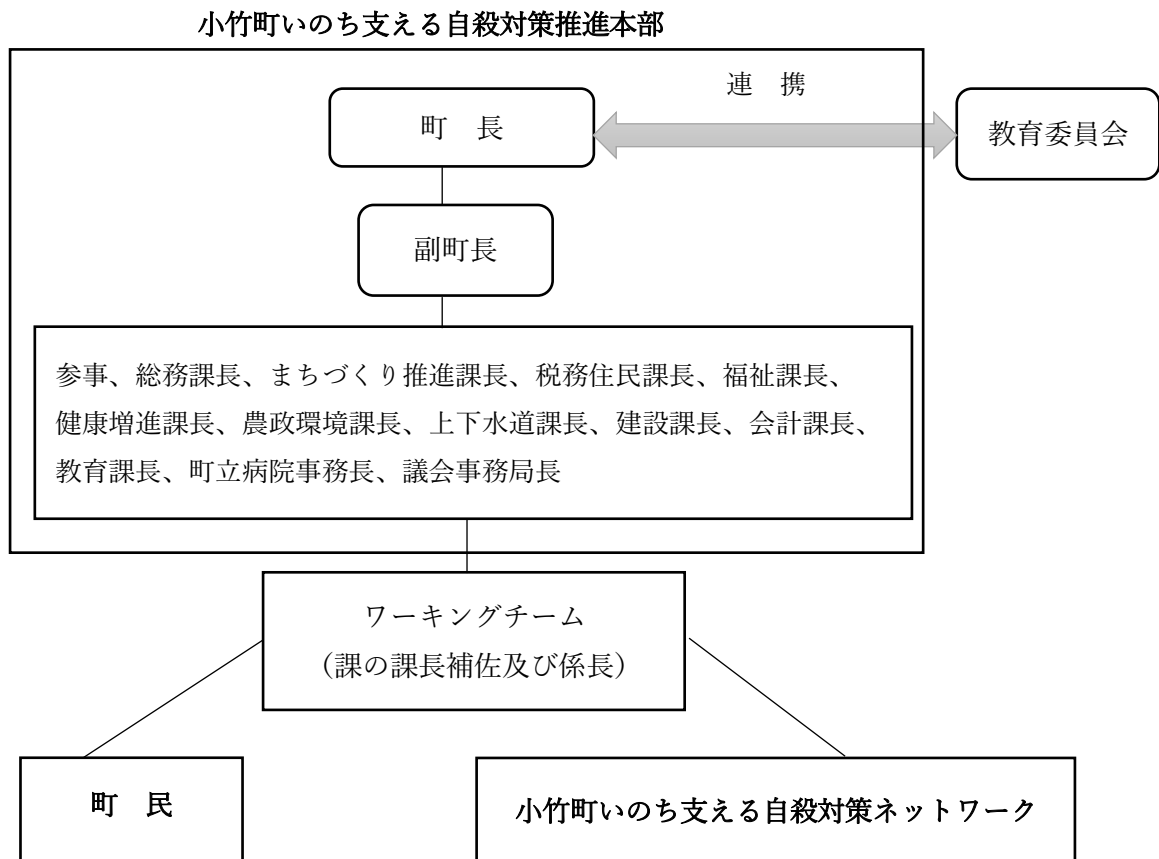 小竹町いのち支える自殺対策推進本部
連　携
町　長
教育委員会
副町長
参事、総務課長、まちづくり推進課長、税務住民課長、福祉課長、
健康増進課長、農政環境課長、上下水道課長、建設課長、会計課長、
教育課長、町立病院事務長、議会事務局長
ワーキングチーム
（課の課長補佐及び係長）
町　民
小竹町いのち支える自殺対策ネットワーク